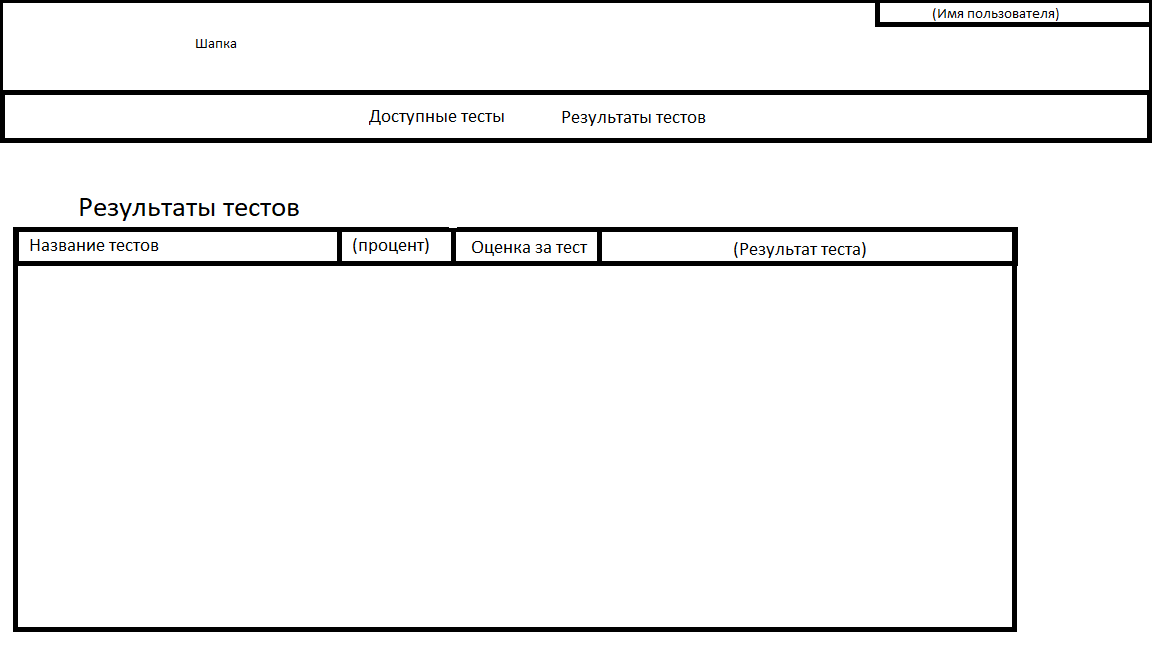 (Имя пользователя)
Шапка
Доступные тесты Результаты тестов
Результаты тестов
Название тестов (процент) Оценка за тест (Результат теста)